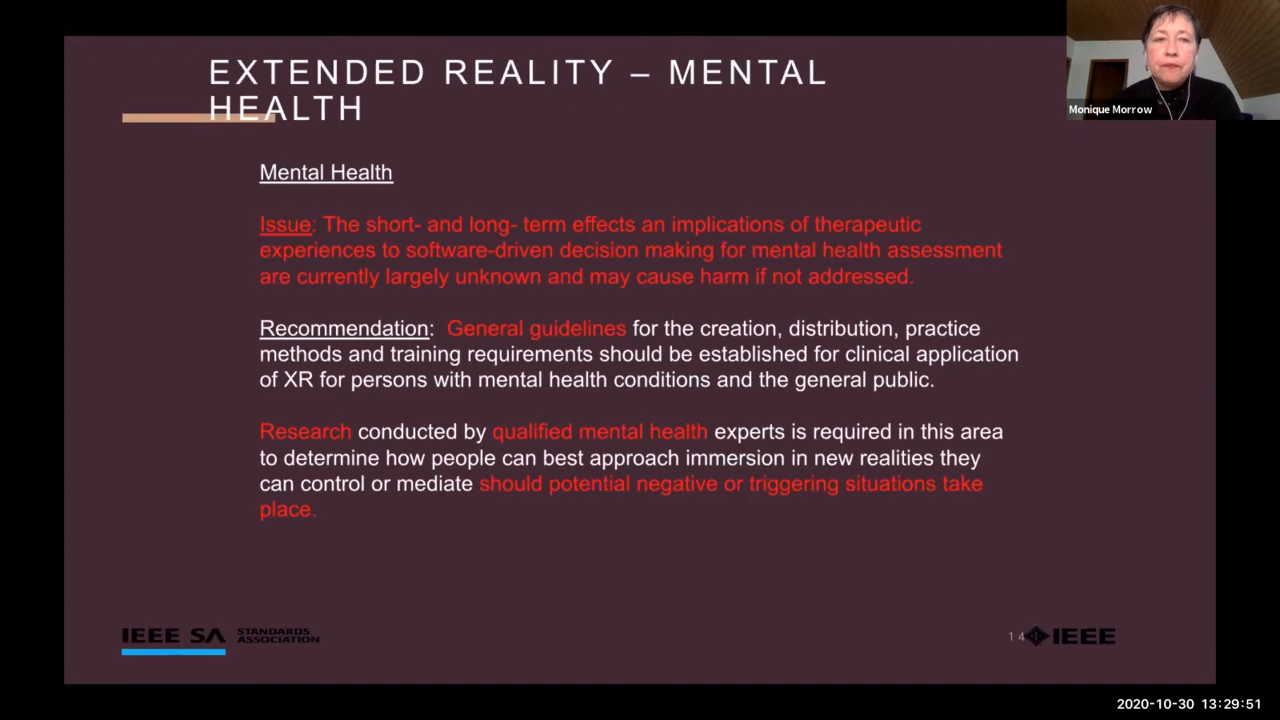 EXTENDED REALITY – MENTAL
HEALTH
Monique Morrow
Mental Health
Issue: The short- and long- term effects an implications of therapeutic
experiences to software-driven decision making for mental health assessment
are currently largely unknown and may cause harm if not addressed.
Recommendation: General guidelines for the creation, distribution, practice
methods and training requirements should be established for clinical application
of XR for persons with mental health conditions and the general public.
Research conducted by qualified mental health experts is required in this area
to determine how people can best approach immersion in new realities they
can control or mediate should potential negative or triggering situations take
place.
IEEE SA STANDARDS
ASSOCIATION
14 IEEE
2020-10-30 13:29:51